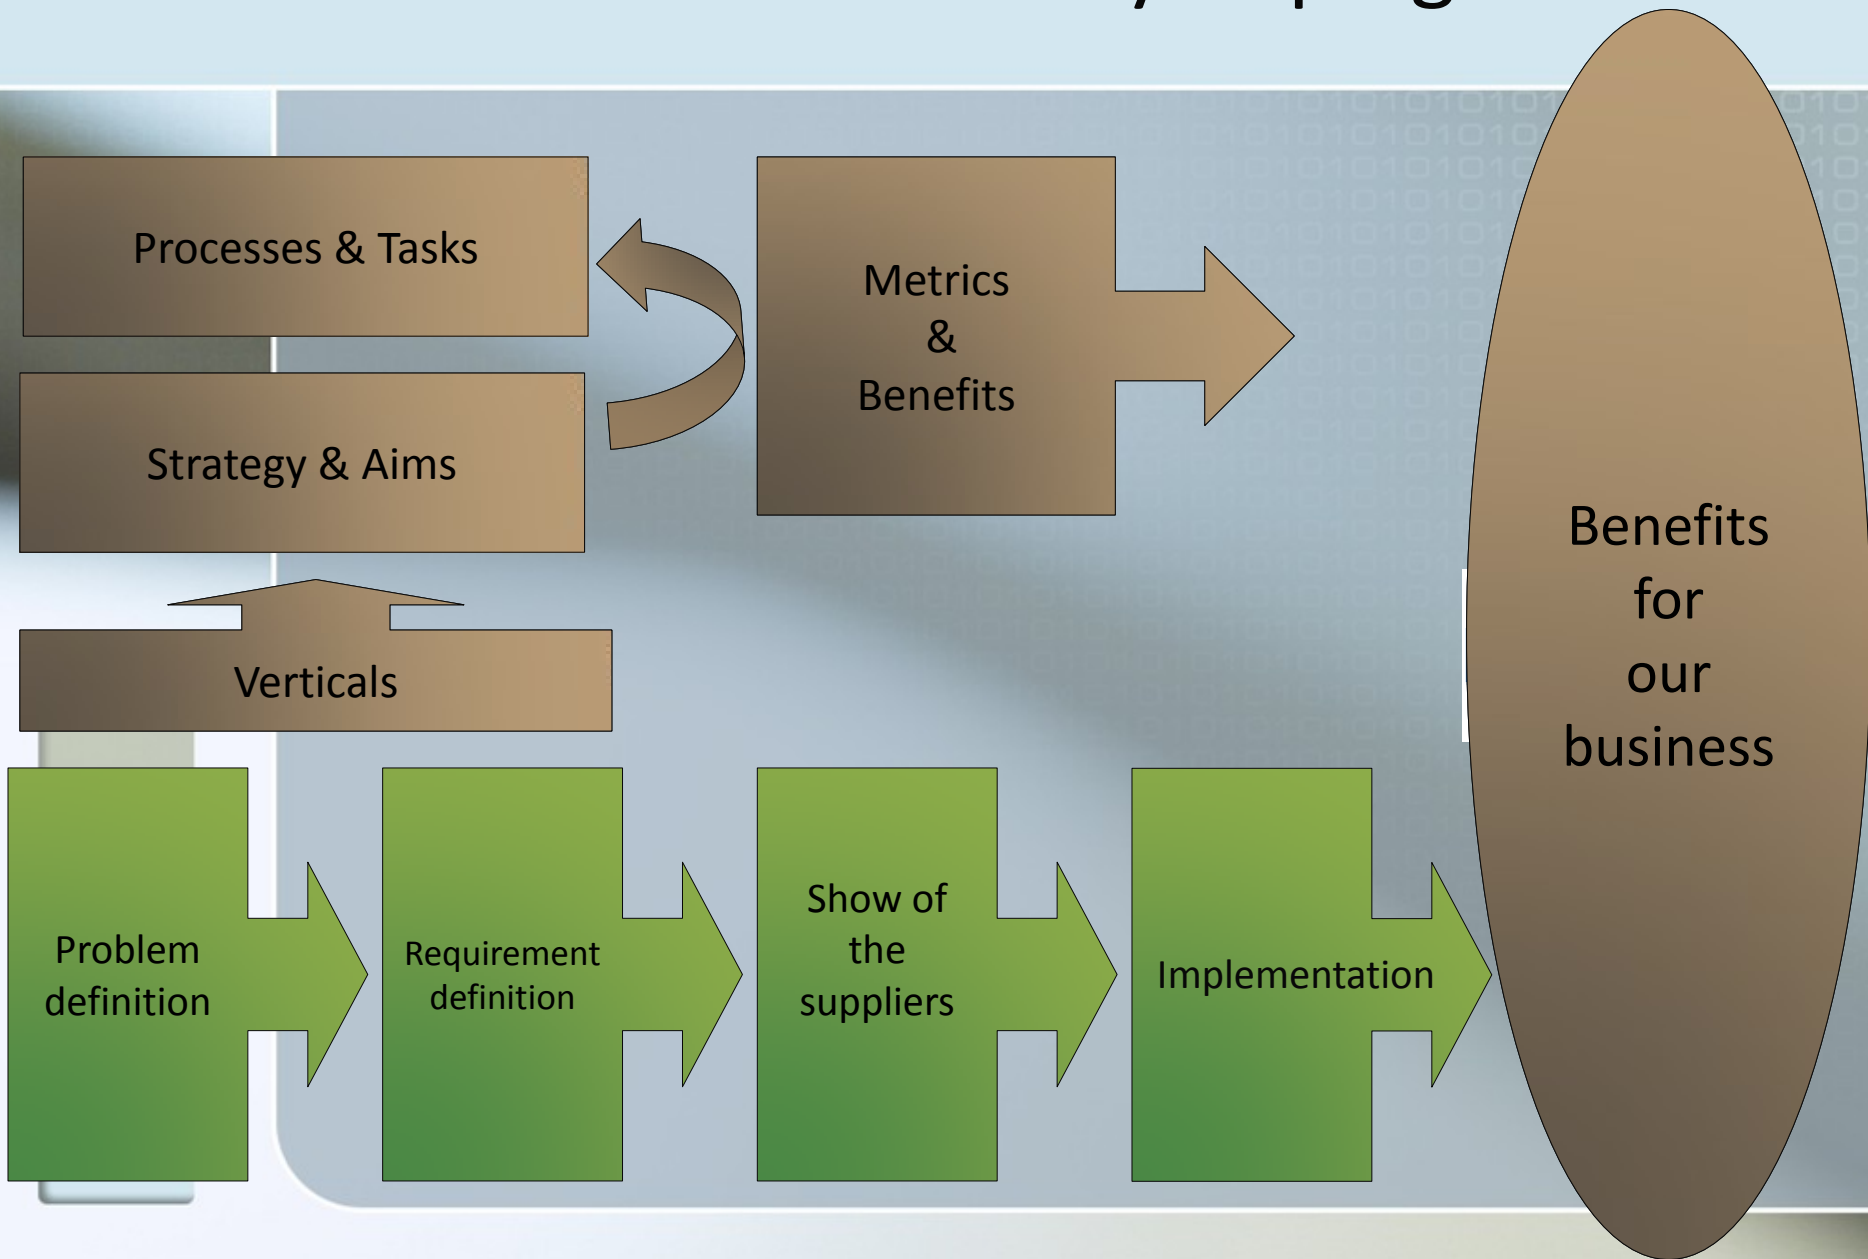 Processes & Tasks
Strategy & Aims
Verticals
Metrics
&
Benefits
Benefits
for
our
business
Problem
definition
Requirement
definition
Show of
the
suppliers
Implementation